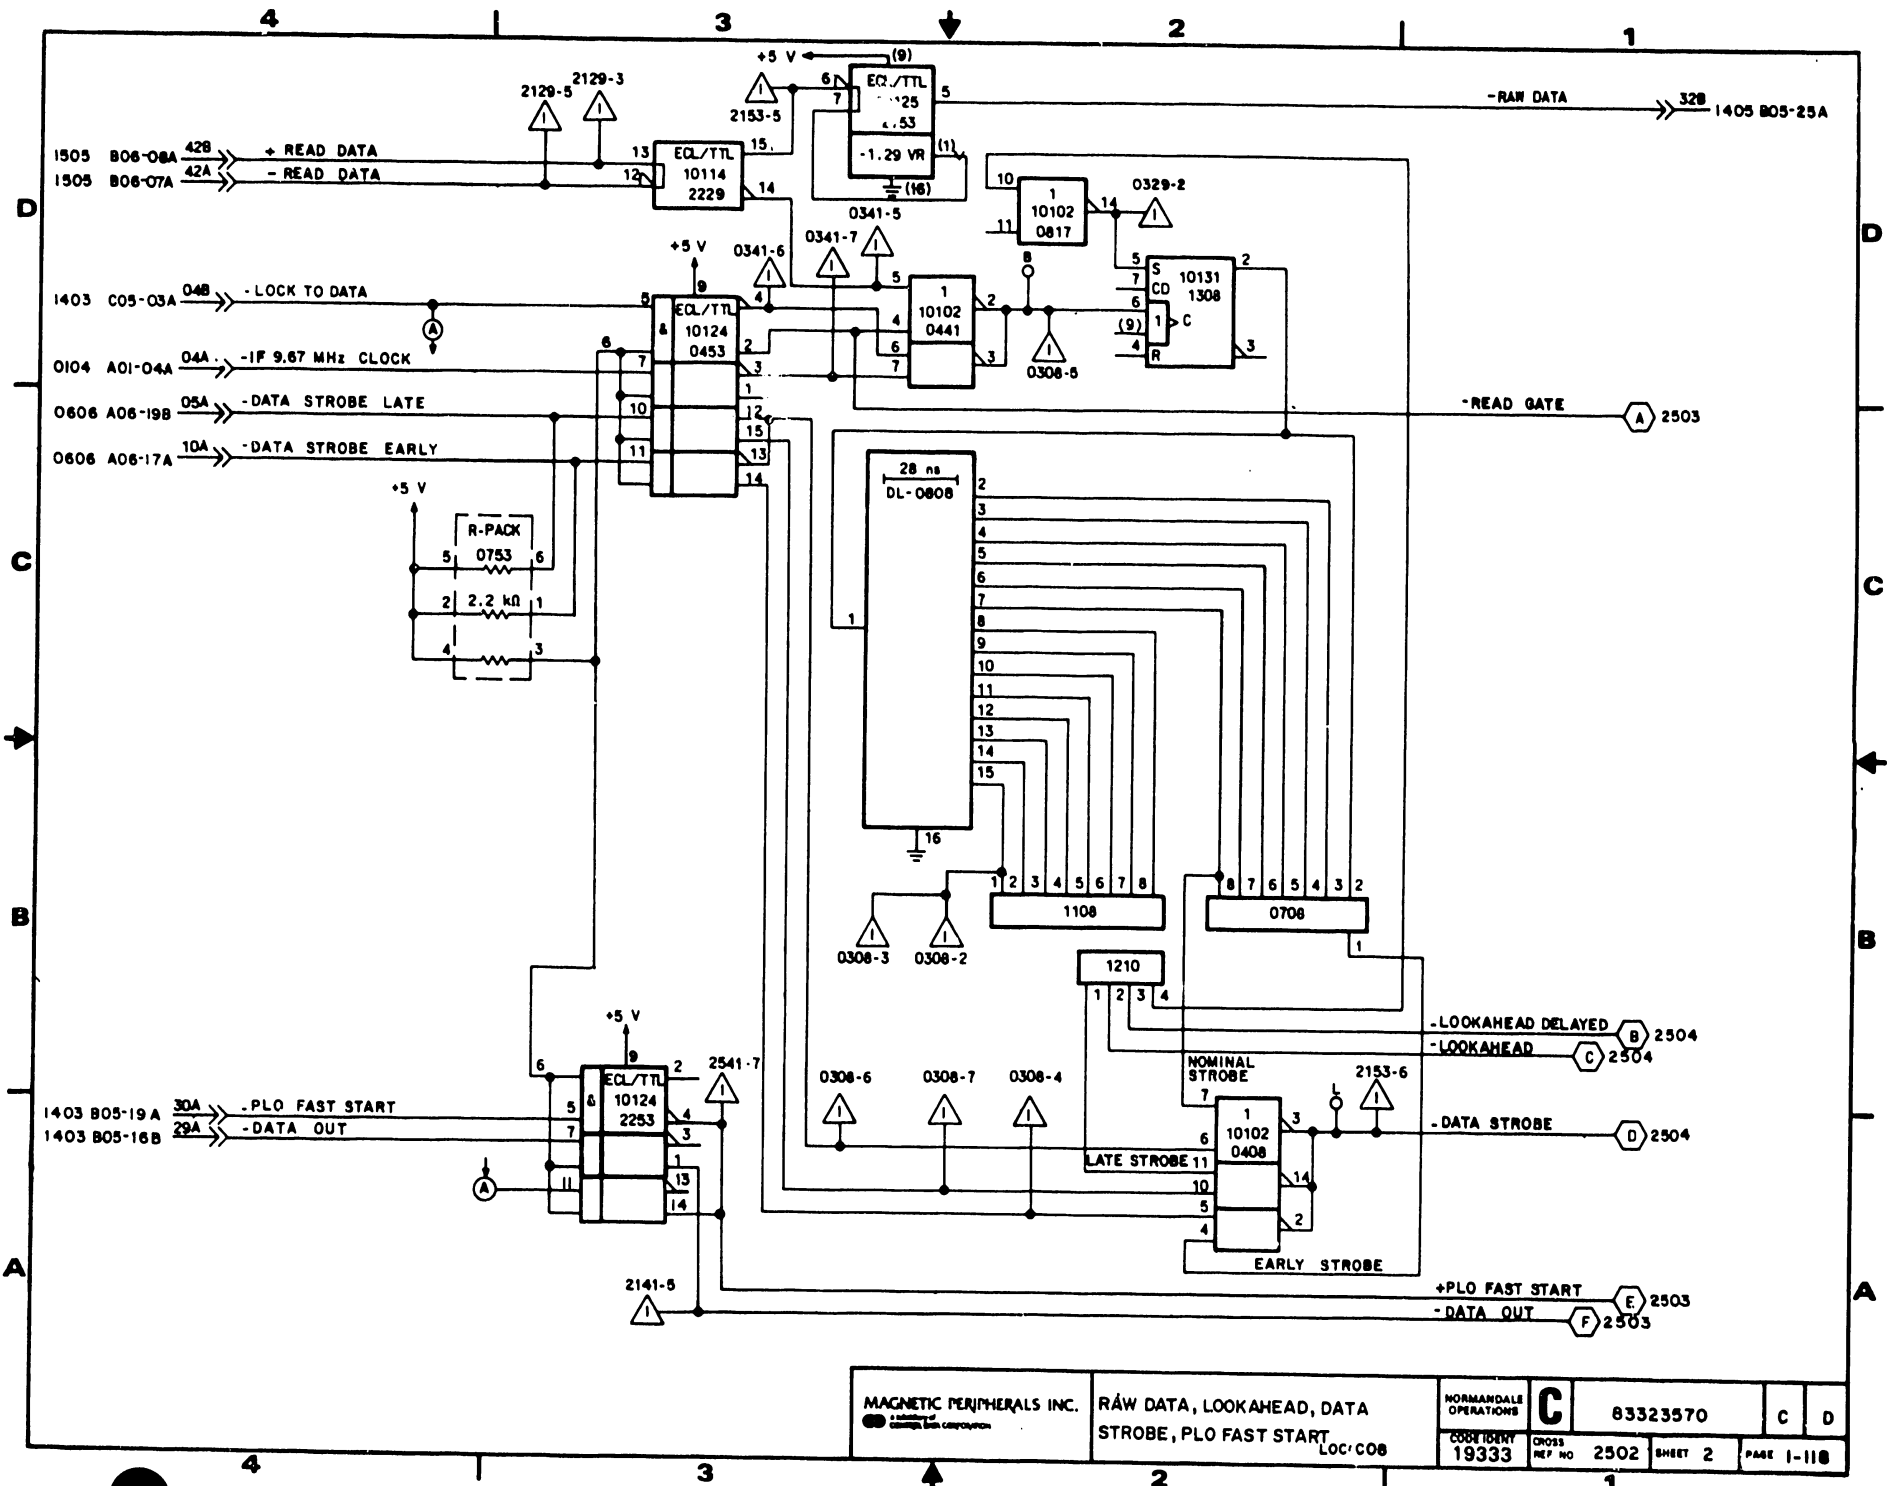 4 3 2 1
+5 V (9)
2129-5 2129-3
2153-5
6 7
ECL/TTL
5
-RAW DATA 32B 1405 B05-25A
-1.29 VR (1)
(16)
1505 B06-08A 42B + READ DATA
1505 B06-07A 42A - READ DATA
13 12
ECL/TTL
10114
2229
15 14
D
D
0341-5
0341-7
0341-6
+5 V
10 11
1
10102
0817
14
0329-2
B
5 S
7 CD
6
(9)
4 R
10131
1308
1 C
2 3
1403 C05-03A 04B -LOCK TO DATA
A
0104 A01-04A 04A -1F 9.67 MHz CLOCK
0606 A06-19B 05A -DATA STROBE LATE
0606 A06-17A 10A -DATA STROBE EARLY
9
5 6 7 10 11
&
ECL/TTL
10124
0453
4 2 3 1 12 15 13 14
5 4 6 7
1
10102
0441
2 3
0308-5
-READ GATE A 2503
+5 V
R-PACK
0753
5 6
2 2.2 kΩ 1
4 3
C
C
28 ns
DL-0808
1
2
3
4
5
6
7
8
9
10
11
12
13
14
15
16
1 2 3 4 5 6 7 8
1108
8 7 6 5 4 3 2
0708
1
0308-3 0308-2
B
B
1210
1 2 3 4
-LOOKAHEAD DELAYED B 2504
-LOOKAHEAD C 2504
+5 V
9
2541-7
0308-6 0308-7 0308-4
NOMINAL
STROBE
2153-6
L
1403 B05-19A 30A -PLO FAST START
1403 B05-16B 29A -DATA OUT
6 5 7 11
&
ECL/TTL
10124
2253
2 4 3 1 13 14
A
7 6
LATE STROBE 11
10 5 4
1
10102
0408
3 14 2
-DATA STROBE D 2504
EARLY STROBE
A
A
2141-5
+PLO FAST START E 2503
-DATA OUT F 2503
MAGNETIC PERIPHERALS INC.
a subsidiary of
CONTROL DATA CORPORATION
RAW DATA, LOOKAHEAD, DATA
STROBE, PLO FAST START
LOC:C08
NORMANDALE
OPERATIONS
C 83323570 C D
CODE IDENT
19333
CROSS
REF NO 2502 SHEET 2 PAGE 1-118
4 3 2 1